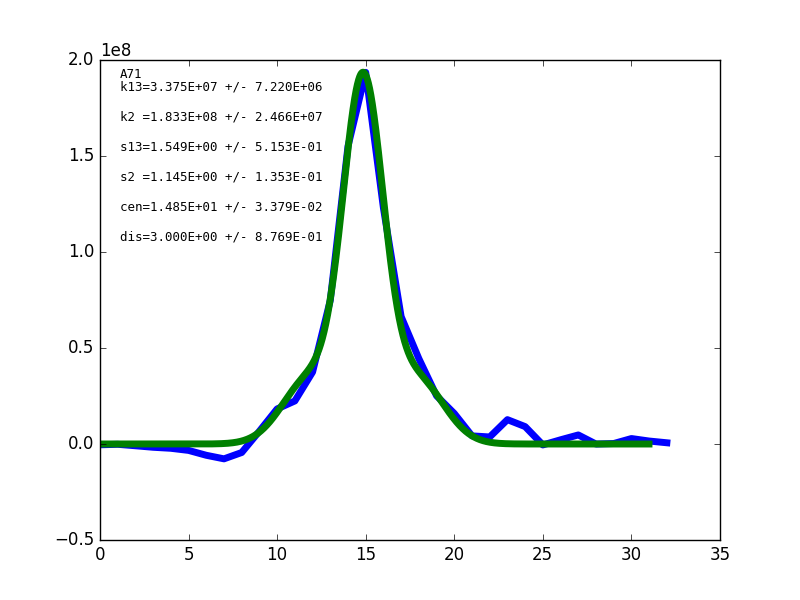 1e8
A71
k13=3.375E+07 +/- 7.220E+06
k2 =1.833E+08 +/- 2.466E+07
s13=1.549E+00 +/- 5.153E-01
s2 =1.145E+00 +/- 1.353E-01
cen=1.485E+01 +/- 3.379E-02
dis=3.000E+00 +/- 8.769E-01
2.0
1.5
1.0
0.5
0.0
−0.5
0 5 10 15 20 25 30 35